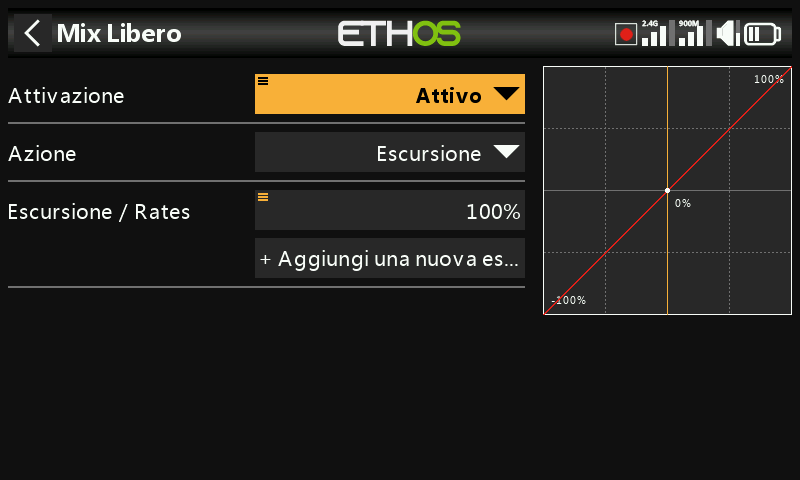 Mix Libero
ETHOS
2.4G
900M
Attivazione
Attivo
Azione
Escursione
Escursione / Rates
100%
+ Aggiungi una nuova es...
100%
0%
-100%